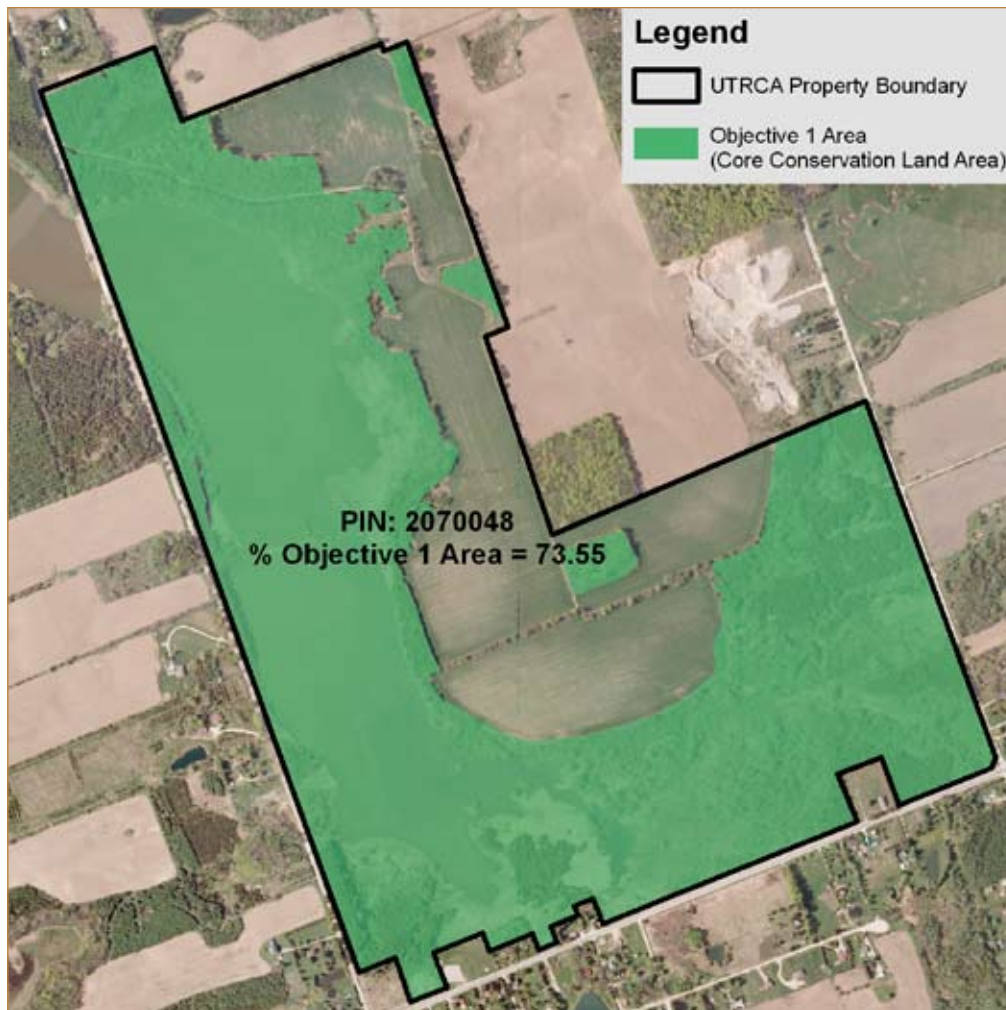 Legend
UTRCA Property Boundary
Objective 1 Area
(Core Conservation Land Area)
PIN: 2070048
% Objective 1 Area = 73.55